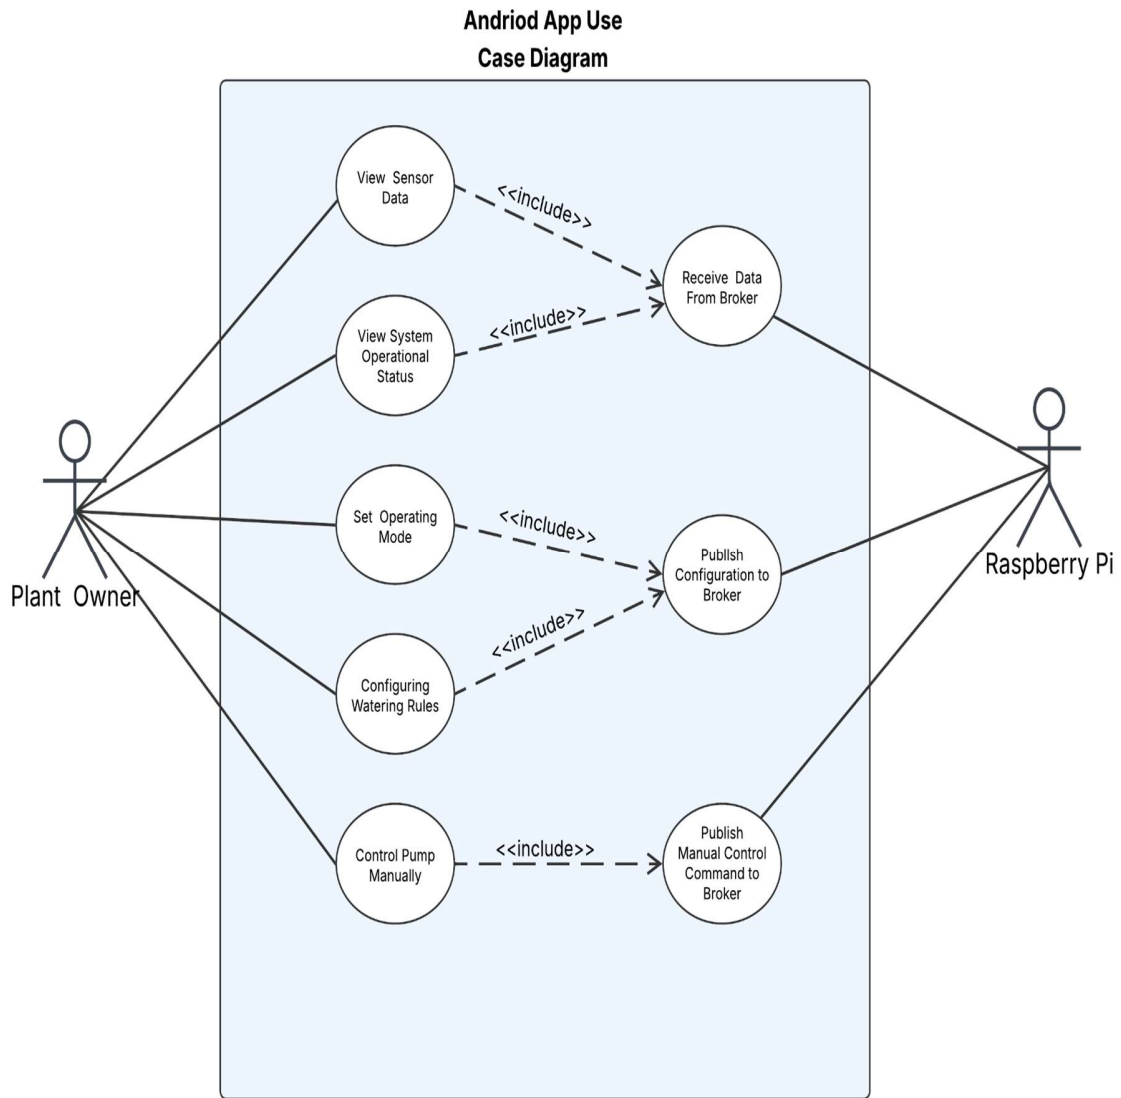 Andriod App Use
Case Diagram
View Sensor
Data
<<include>>
Receive Data
From Broker
View System
Operational
Status
<<include>>
Plant Owner
Raspberry Pi
Set Operating
Mode
<<include>>
PublIsh
Configuration to
Broker
Configuring
Watering Rules
<<include>>
Control Pump
Manually
<<include>>
Publish
Manual Control
Command to
Broker